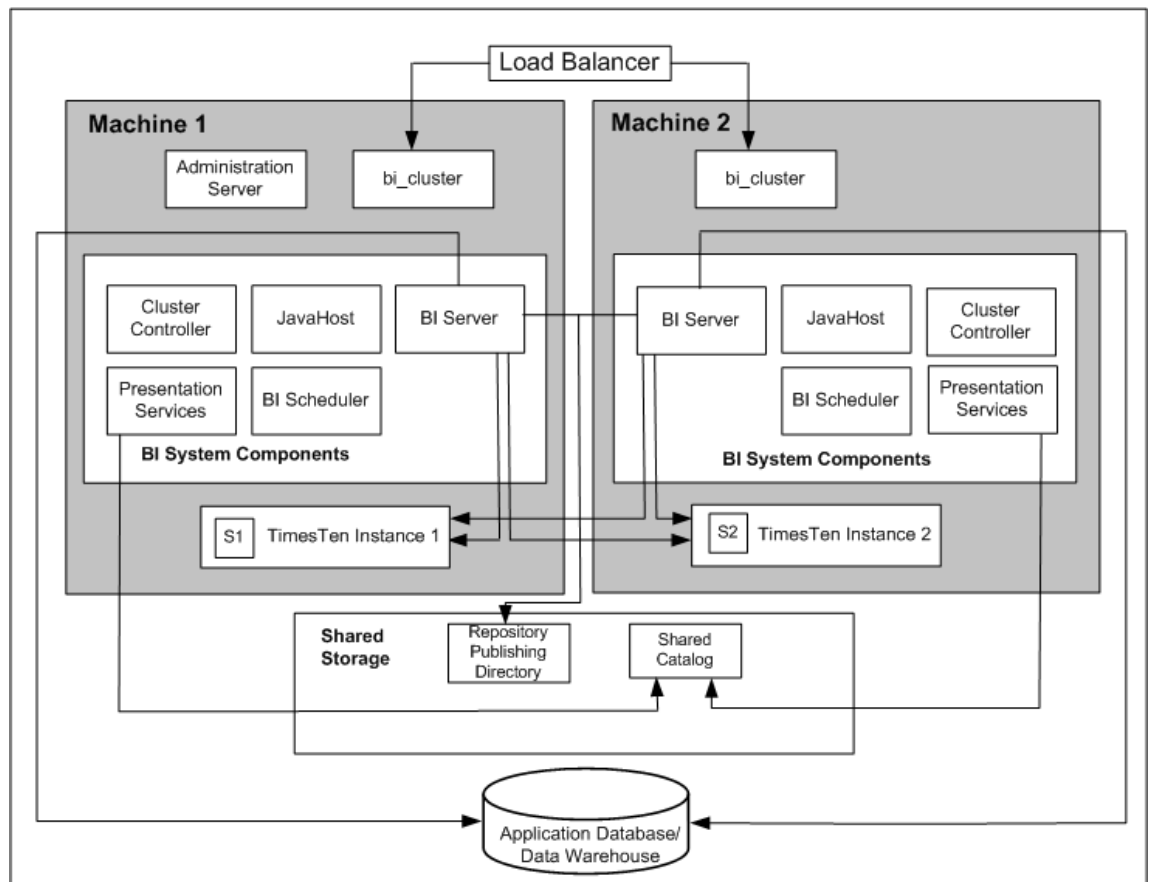 Load Balancer
Machine 1
Administration
Server
bi_cluster
Cluster
Controller
JavaHost
BI Server
Presentation
Services
BI Scheduler
BI System Components
S1
TimesTen Instance 1
Machine 2
bi_cluster
BI Server
JavaHost
Cluster
Controller
BI Scheduler
Presentation
Services
BI System Components
S2
TimesTen Instance 2
Shared
Storage
Repository
Publishing
Directory
Shared
Catalog
Application Database/
Data Warehouse